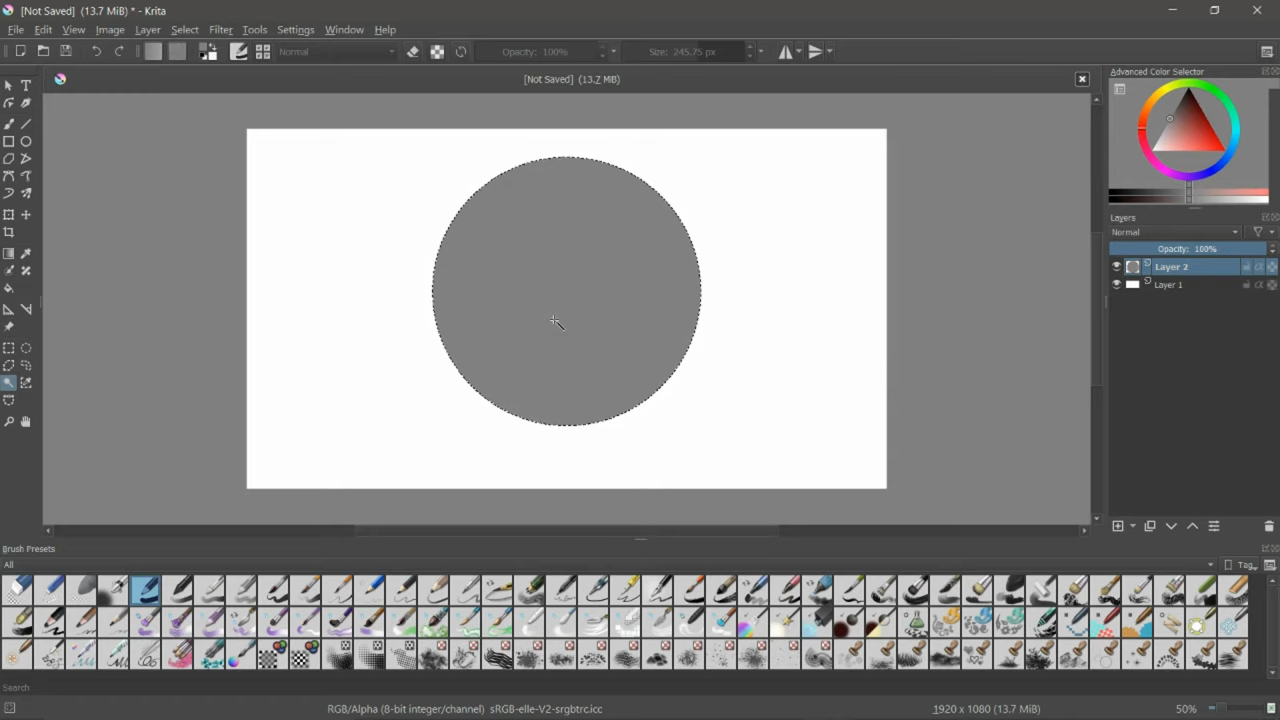 [Not Saved] (13.7 MiB) * - Krita
File Edit View Image Layer Select Filter Tools Settings Window Help
Normal Opacity: 100% Size: 245.75 px
[Not Saved] (13.7 MiB)
Advanced Color Selector
Layers
Normal
Opacity: 100%
Layer 2
Layer 1
Brush Presets
All Tag
Search
RGB/Alpha (8-bit integer/channel) sRGB-elle-V2-srgbtrc.icc 1920 x 1080 (13.7 MiB) 50%